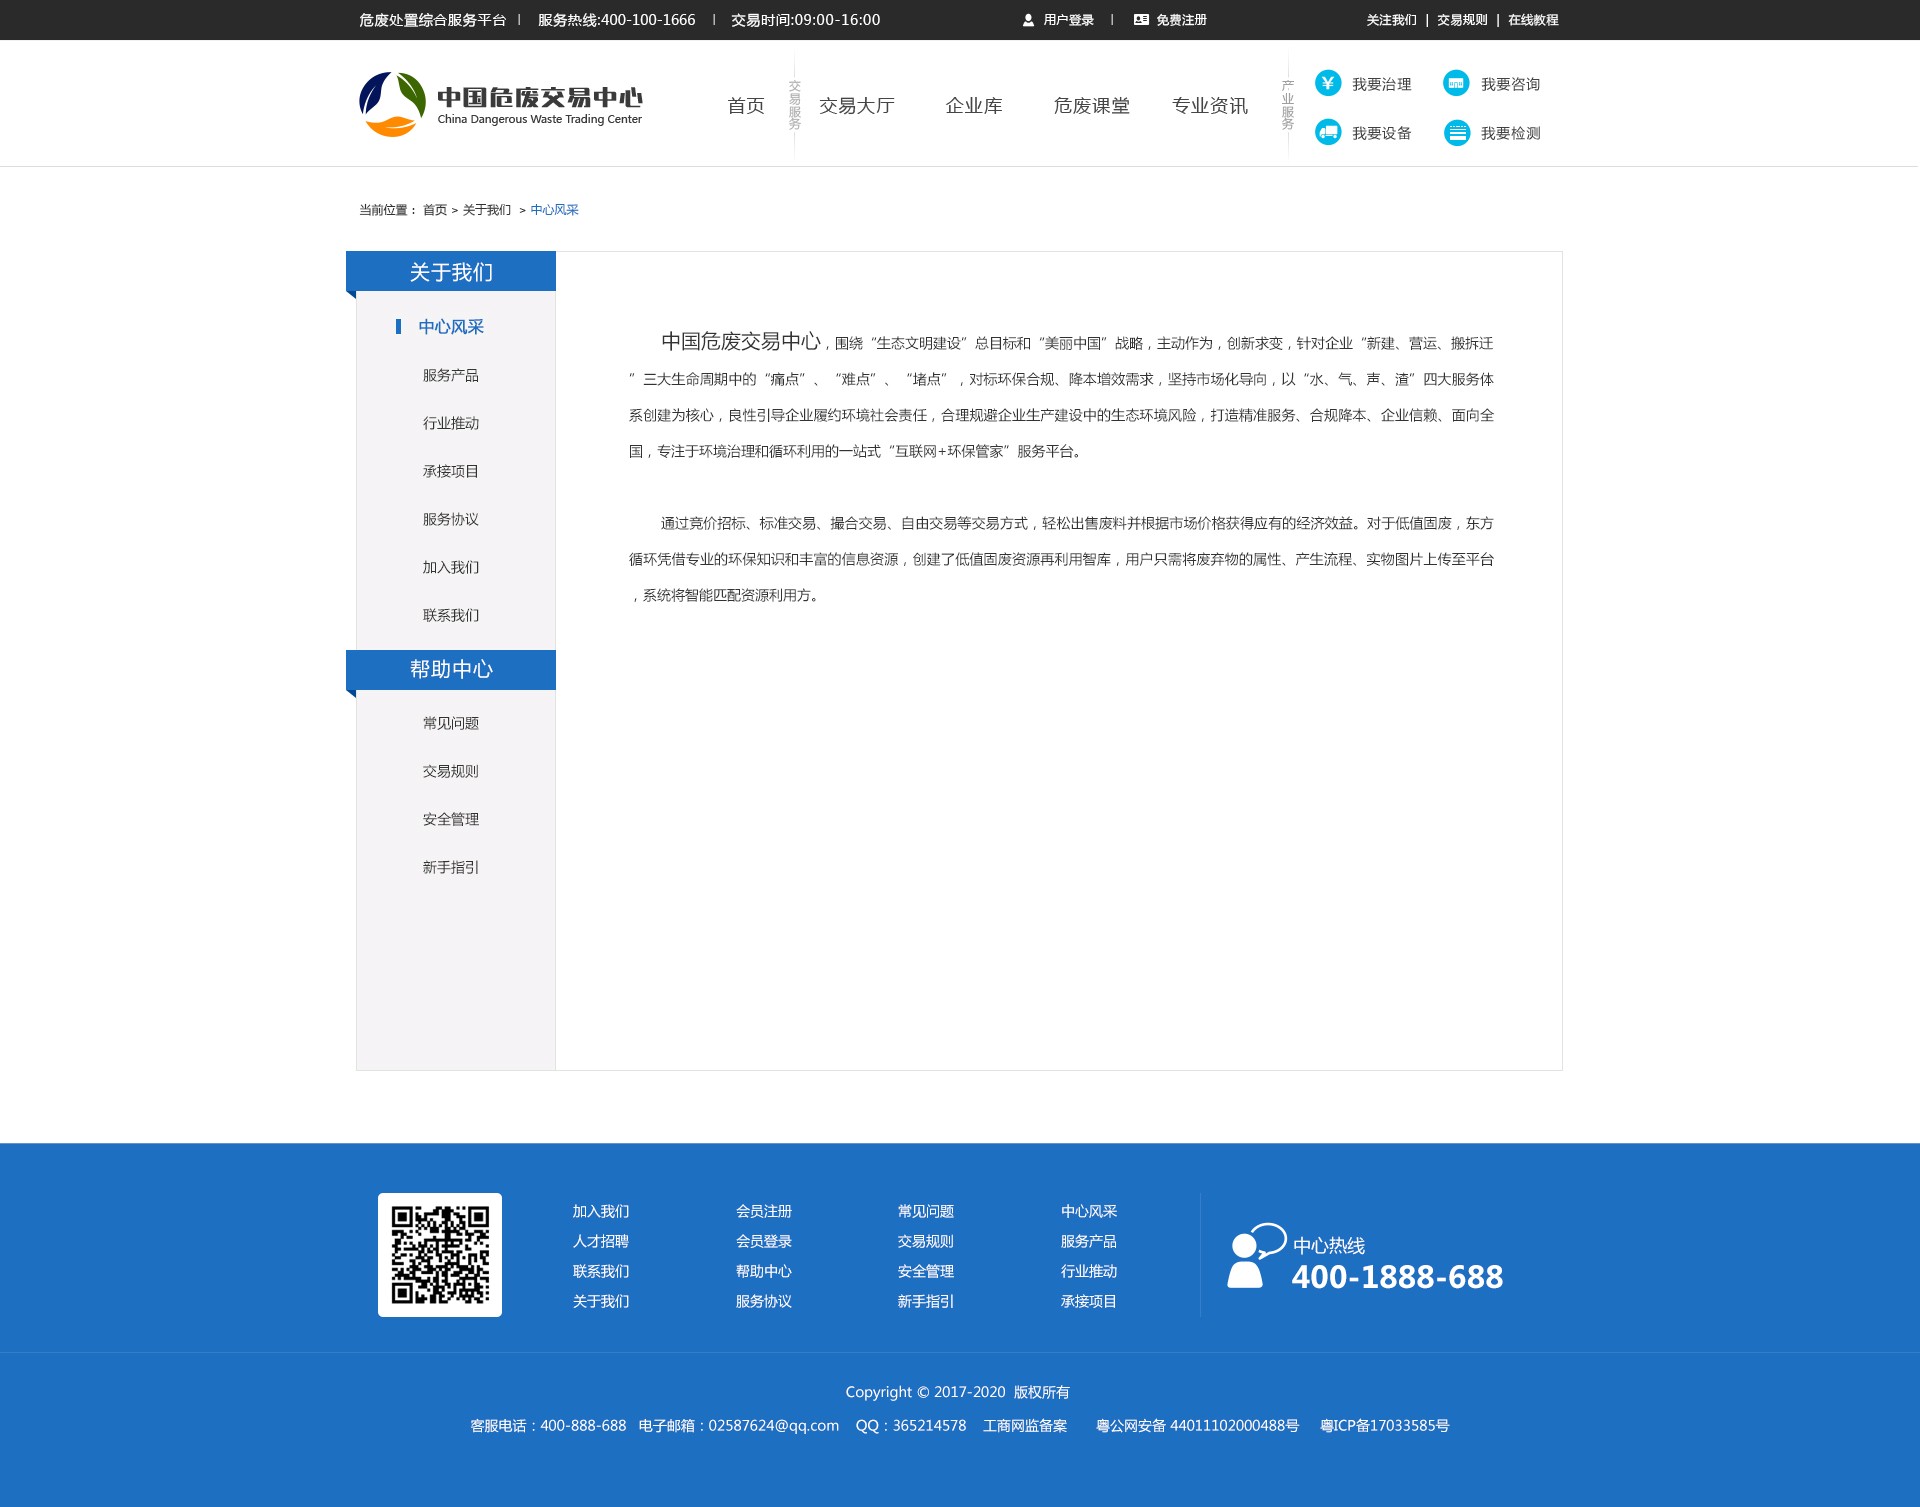 危废处置综合服务平台 | 服务热线:400-100-1666 | 交易时间:09:00-16:00 用户登录 | 免费注册 关注我们 | 交易规则 | 在线教程
中国危废交易中心
China Dangerous Waste Trading Center
首页 交易服务 交易大厅 企业库 危废课堂 专业资讯 产业服务
我要治理 我要咨询
我要设备 我要检测
当前位置： 首页 > 关于我们 > 中心风采
关于我们
中心风采
服务产品
行业推动
承接项目
服务协议
加入我们
联系我们
帮助中心
常见问题
交易规则
安全管理
新手指引
中国危废交易中心，围绕“生态文明建设”总目标和“美丽中国”战略，主动作为，创新求变，针对企业“新建、营运、搬拆迁
”三大生命周期中的“痛点”、“难点”、“堵点”，对标环保合规、降本增效需求，坚持市场化导向，以“水、气、声、渣”四大服务体
系创建为核心，良性引导企业履约环境社会责任，合理规避企业生产建设中的生态环境风险，打造精准服务、合规降本、企业信赖、面向全
国，专注于环境治理和循环利用的一站式“互联网+环保管家”服务平台。
通过竞价招标、标准交易、撮合交易、自由交易等交易方式，轻松出售废料并根据市场价格获得应有的经济效益。对于低值固废，东方
循环凭借专业的环保知识和丰富的信息资源，创建了低值固废资源再利用智库，用户只需将废弃物的属性、产生流程、实物图片上传至平台
，系统将智能匹配资源利用方。
加入我们 会员注册 常见问题 中心风采
人才招聘 会员登录 交易规则 服务产品
联系我们 帮助中心 安全管理 行业推动
关于我们 服务协议 新手指引 承接项目
中心热线
400-1888-688
Copyright © 2017-2020 版权所有
客服电话：400-888-688 电子邮箱：02587624@qq.com QQ：365214578 工商网监备案 粤公网安备 44011102000488号 粤ICP备17033585号